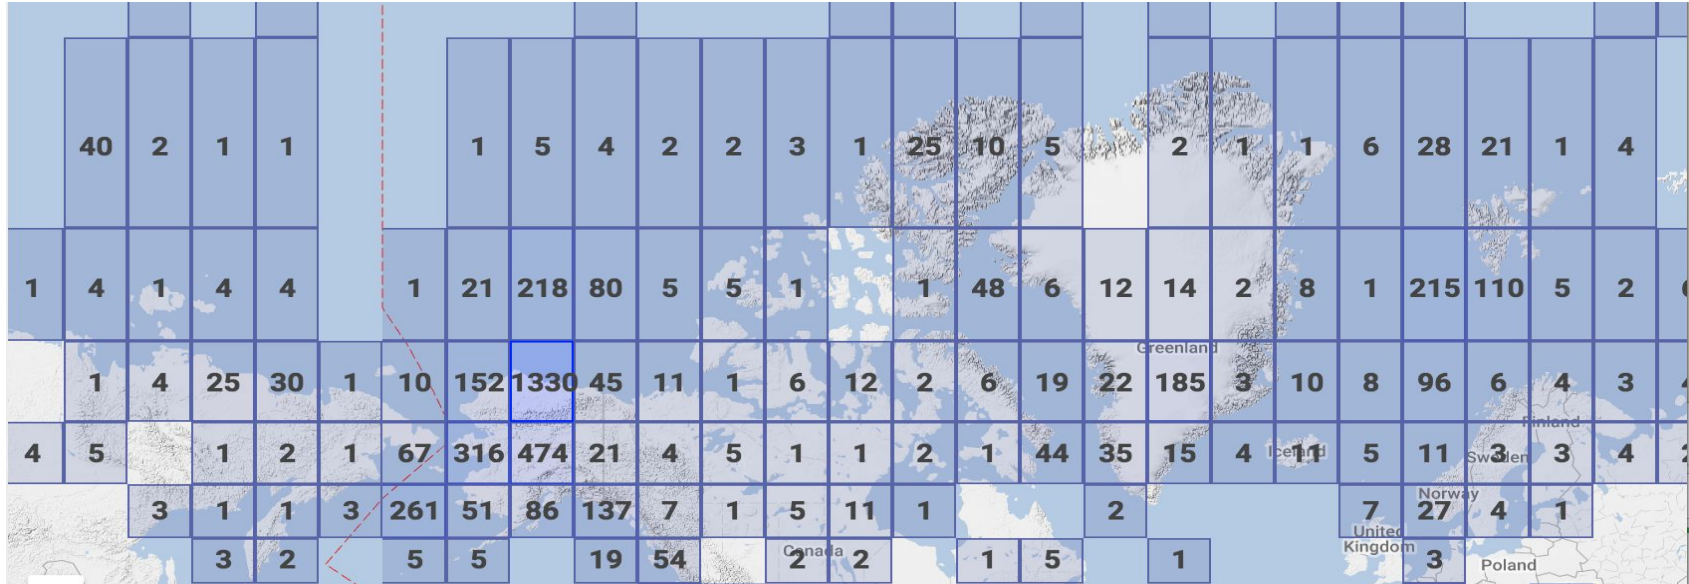 40 2 1 1 1 5 4 2 2 3 1 25 10 5 2 1 1 6 28 21 1 4
1 4 1 4 4 1 21 218 80 5 5 1 1 48 6 12 14 2 8 1 215 110 5 2
Greenland
1 4 25 30 1 10 152 1330 45 11 1 6 12 2 6 19 22 185 3 10 8 96 6 4 3
Finland
4 5 1 2 1 67 316 474 21 4 5 1 1 2 1 44 35 15 4 Iceland 11 5 11 Sweden 3 3 4
Norway
3 1 1 3 261 51 86 137 7 1 5 11 1 2 7 27 4 1
United
Kingdom
Canada
3 2 5 5 19 54 2 2 1 5 1 3 Poland